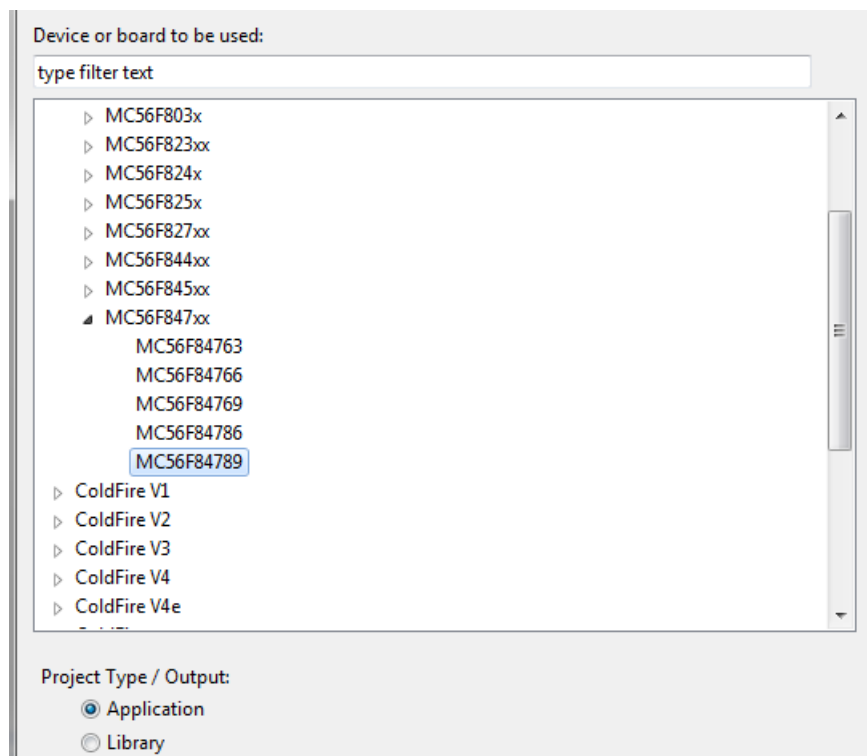 Device or board to be used:
type filter text
MC56F803x
MC56F823xx
MC56F824x
MC56F825x
MC56F827xx
MC56F844xx
MC56F845xx
MC56F847xx
MC56F84763
MC56F84766
MC56F84769
MC56F84786
MC56F84789
ColdFire V1
ColdFire V2
ColdFire V3
ColdFire V4
ColdFire V4e
Project Type / Output:
Application
Library